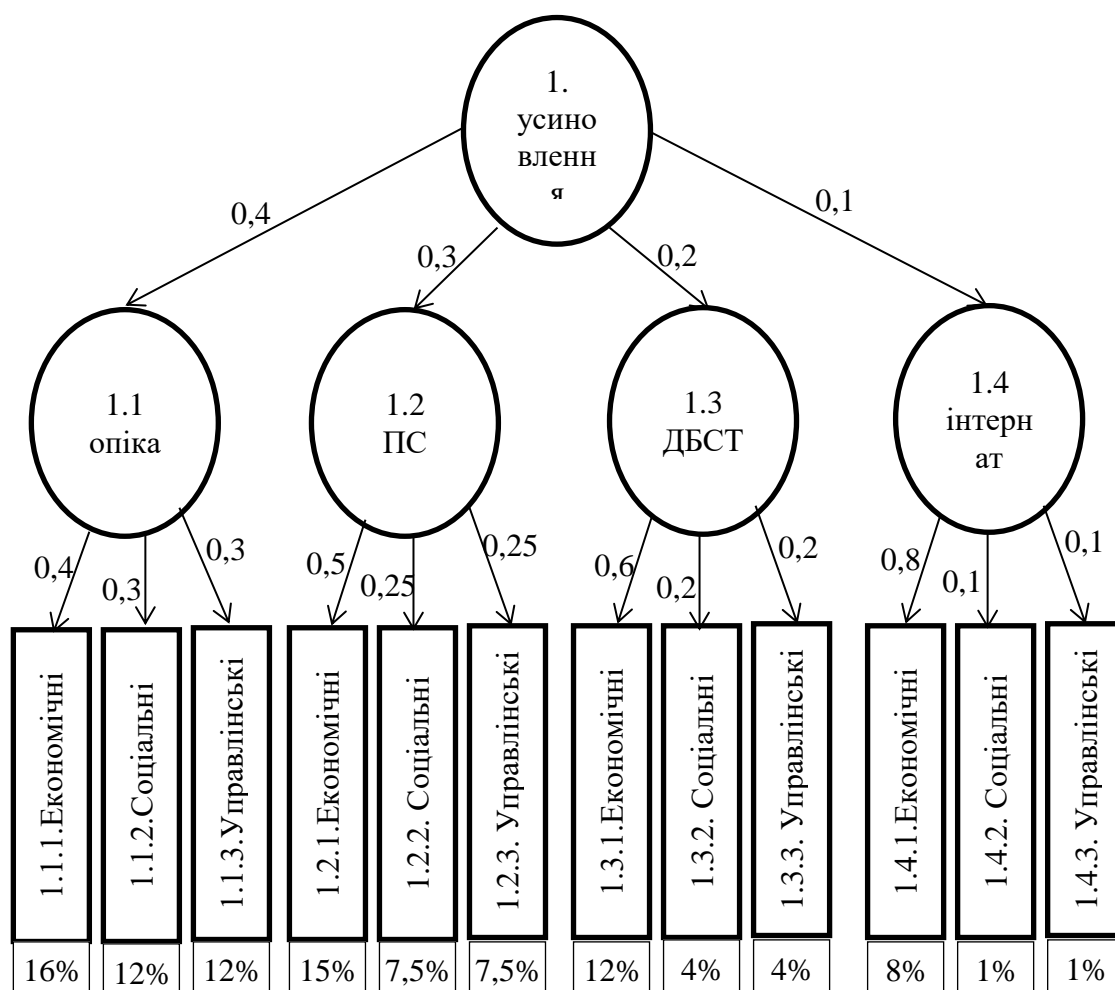 1.
усино
вленн
я
0,4
0,3
0,2
0,1
1.1
опіка
1.2
ПС
1.3
ДБСТ
1.4
інтерн
ат
0,4
0,3
0,3
0,5
0,25
0,25
0,6
0,2
0,2
0,8
0,1
0,1
1.1.1.Економічні
1.1.2.Соціальні
1.1.3.Управлінські
1.2.1.Економічні
1.2.2. Соціальні
1.2.3. Управлінські
1.3.1.Економічні
1.3.2. Соціальні
1.3.3. Управлінські
1.4.1.Економічні
1.4.2. Соціальні
1.4.3. Управлінські
16%
12%
12%
15%
7,5%
7,5%
12%
4%
4%
8%
1%
1%